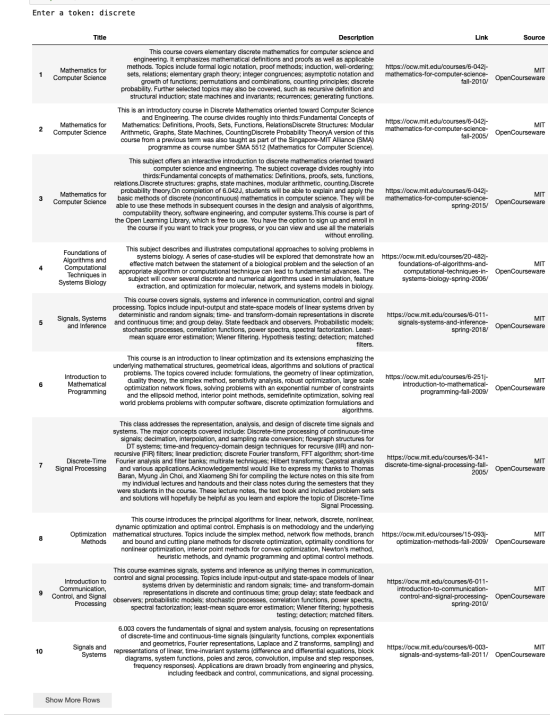 Enter a token: discrete
Title Description Link Source
1 Mathematics for Computer Science
This course covers elementary discrete mathematics for computer science and
engineering. It emphasizes mathematical definitions and proofs as well as applicable
methods. Topics include formal logic notation, proof methods; induction, well-ordering;
sets, relations; elementary graph theory; integer congruences; asymptotic notation and
growth of functions; permutations and combinations, counting principles; discrete
probability. Further selected topics may also be covered, such as recursive definition and
structural induction; state machines and invariants; recurrences; generating functions.
https://ocw.mit.edu/courses/6-042j-
mathematics-for-computer-science-
fall-2010/
MIT
OpenCourseware
2 Mathematics for Computer Science
This is an introductory course in Discrete Mathematics oriented toward Computer Science
and Engineering. The course divides roughly into thirds:Fundamental Concepts of
Mathematics: Definitions, Proofs, Sets, Functions, RelationsDiscrete Structures: Modular
Arithmetic, Graphs, State Machines, CountingDiscrete Probability TheoryA version of this
course from a previous term was also taught as part of the Singapore-MIT Alliance (SMA)
programme as course number SMA 5512 (Mathematics for Computer Science).
https://ocw.mit.edu/courses/6-042j-
mathematics-for-computer-science-
fall-2005/
MIT
OpenCourseware
3 Mathematics for Computer Science
This subject offers an interactive introduction to discrete mathematics oriented toward
computer science and engineering. The subject coverage divides roughly into
thirds:Fundamental concepts of mathematics: Definitions, proofs, sets, functions,
relations.Discrete structures: graphs, state machines, modular arithmetic, counting.Discrete
probability theory.On completion of 6.042J, students will be able to explain and apply the
basic methods of discrete (noncontinuous) mathematics in computer science. They will be
able to use these methods in subsequent courses in the design and analysis of algorithms,
computability theory, software engineering, and computer systems.This course is part of
the Open Learning Library, which is free to use. You have the option to sign up and enroll in
the course if you want to track your progress, or you can view and use all the materials
without enrolling.
https://ocw.mit.edu/courses/6-042j-
mathematics-for-computer-science-
spring-2015/
MIT
OpenCourseware
4 Foundations of
Algorithms and
Computational
Techniques in
Systems Biology
This subject describes and illustrates computational approaches to solving problems in
systems biology. A series of case-studies will be explored that demonstrate how an
effective match between the statement of a biological problem and the selection of an
appropriate algorithm or computational technique can lead to fundamental advances. The
subject will cover several discrete and numerical algorithms used in simulation, feature
extraction, and optimization for molecular, network, and systems models in biology.
https://ocw.mit.edu/courses/20-482j-
foundations-of-algorithms-and-
computational-techniques-in-
systems-biology-spring-2006/
MIT
OpenCourseware
5 Signals, Systems
and Inference
This course covers signals, systems and inference in communication, control and signal
processing. Topics include input-output and state-space models of linear systems driven by
deterministic and random signals; time- and transform-domain representations in discrete
and continuous time; and group delay. State feedback and observers. Probabilistic models;
stochastic processes, correlation functions, power spectra, spectral factorization. Least-
mean square error estimation; Wiener filtering. Hypothesis testing; detection; matched
filters.
https://ocw.mit.edu/courses/6-011-
signals-systems-and-inference-
spring-2018/
MIT
OpenCourseware
6 Introduction to
Mathematical
Programming
This course is an introduction to linear optimization and its extensions emphasizing the
underlying mathematical structures, geometrical ideas, algorithms and solutions of practical
problems. The topics covered include: formulations, the geometry of linear optimization,
duality theory, the simplex method, sensitivity analysis, robust optimization, large scale
optimization network flows, solving problems with an exponential number of constraints
and the ellipsoid method, interior point methods, semidefinite optimization, solving real
world problems problems with computer software, discrete optimization formulations and
algorithms.
https://ocw.mit.edu/courses/6-251j-
introduction-to-mathematical-
programming-fall-2009/
MIT
OpenCourseware
7 Discrete-Time
Signal Processing
This class addresses the representation, analysis, and design of discrete time signals and
systems. The major concepts covered include: Discrete-time processing of continuous-time
signals; decimation, interpolation, and sampling rate conversion; flowgraph structures for
DT systems; time-and frequency-domain design techniques for recursive (IIR) and non-
recursive (FIR) filters; linear prediction; discrete Fourier transform, FFT algorithm; short-time
Fourier analysis and filter banks; multirate techniques; Hilbert transforms; Cepstral analysis
and various applications.AcknowledgementsI would like to express my thanks to Thomas
Baran, Myung Jin Choi, and Xiaomeng Shi for compiling the lecture notes on this site from
my individual lectures and handouts and their class notes during the semesters that they
were students in the course. These lecture notes, the text book and included problem sets
and solutions will hopefully be helpful as you learn and explore the topic of Discrete-Time
Signal Processing.
https://ocw.mit.edu/courses/6-341-
discrete-time-signal-processing-fall-
2005/
MIT
OpenCourseware
8 Optimization
Methods
This course introduces the principal algorithms for linear, network, discrete, nonlinear,
dynamic optimization and optimal control. Emphasis is on methodology and the underlying
mathematical structures. Topics include the simplex method, network flow methods, branch
and bound and cutting plane methods for discrete optimization, optimality conditions for
nonlinear optimization, interior point methods for convex optimization, Newton's method,
heuristic methods, and dynamic programming and optimal control methods.
https://ocw.mit.edu/courses/15-093j-
optimization-methods-fall-2009/
MIT
OpenCourseware
9 Introduction to
Communication,
Control, and Signal
Processing
This course examines signals, systems and inference as unifying themes in communication,
control and signal processing. Topics include input-output and state-space models of linear
systems driven by deterministic and random signals; time- and transform-domain
representations in discrete and continuous time; group delay; state feedback and
observers; probabilistic models; stochastic processes, correlation functions, power spectra,
spectral factorization; least-mean square error estimation; Wiener filtering; hypothesis
testing; detection; matched filters.
https://ocw.mit.edu/courses/6-011-
introduction-to-communication-
control-and-signal-processing-
spring-2010/
MIT
OpenCourseware
10 Signals and
Systems
6.003 covers the fundamentals of signal and system analysis, focusing on representations
of discrete-time and continuous-time signals (singularity functions, complex exponentials
and geometrics, Fourier representations, Laplace and Z transforms, sampling) and
representations of linear, time-invariant systems (difference and differential equations, block
diagrams, system functions, poles and zeros, convolution, impulse and step responses,
frequency responses). Applications are drawn broadly from engineering and physics,
including feedback and control, communications, and signal processing.
https://ocw.mit.edu/courses/6-003-
signals-and-systems-fall-2011/
MIT
OpenCourseware
Show More Rows